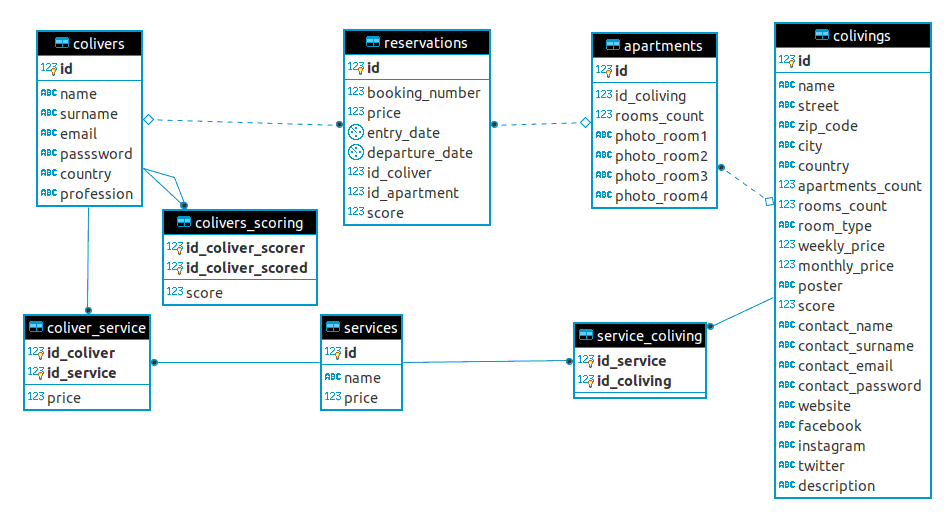 colivers
123 id
ABC name
ABC surname
ABC email
ABC passsword
ABC country
ABC profession
reservations
123 id
123 booking_number
123 price
entry_date
departure_date
123 id_coliver
123 id_apartment
123 score
apartments
123 id
123 id_coliving
123 rooms_count
ABC photo_room1
ABC photo_room2
ABC photo_room3
ABC photo_room4
colivings
123 id
ABC name
ABC street
ABC zip_code
ABC city
ABC country
123 apartments_count
123 rooms_count
ABC room_type
123 weekly_price
123 monthly_price
ABC poster
123 score
ABC contact_name
ABC contact_surname
ABC contact_email
ABC contact_password
ABC website
ABC facebook
ABC instagram
ABC twitter
ABC description
colivers_scoring
123 id_coliver_scorer
123 id_coliver_scored
123 score
coliver_service
123 id_coliver
123 id_service
123 price
services
123 id
ABC name
123 price
service_coliving
123 id_service
123 id_coliving